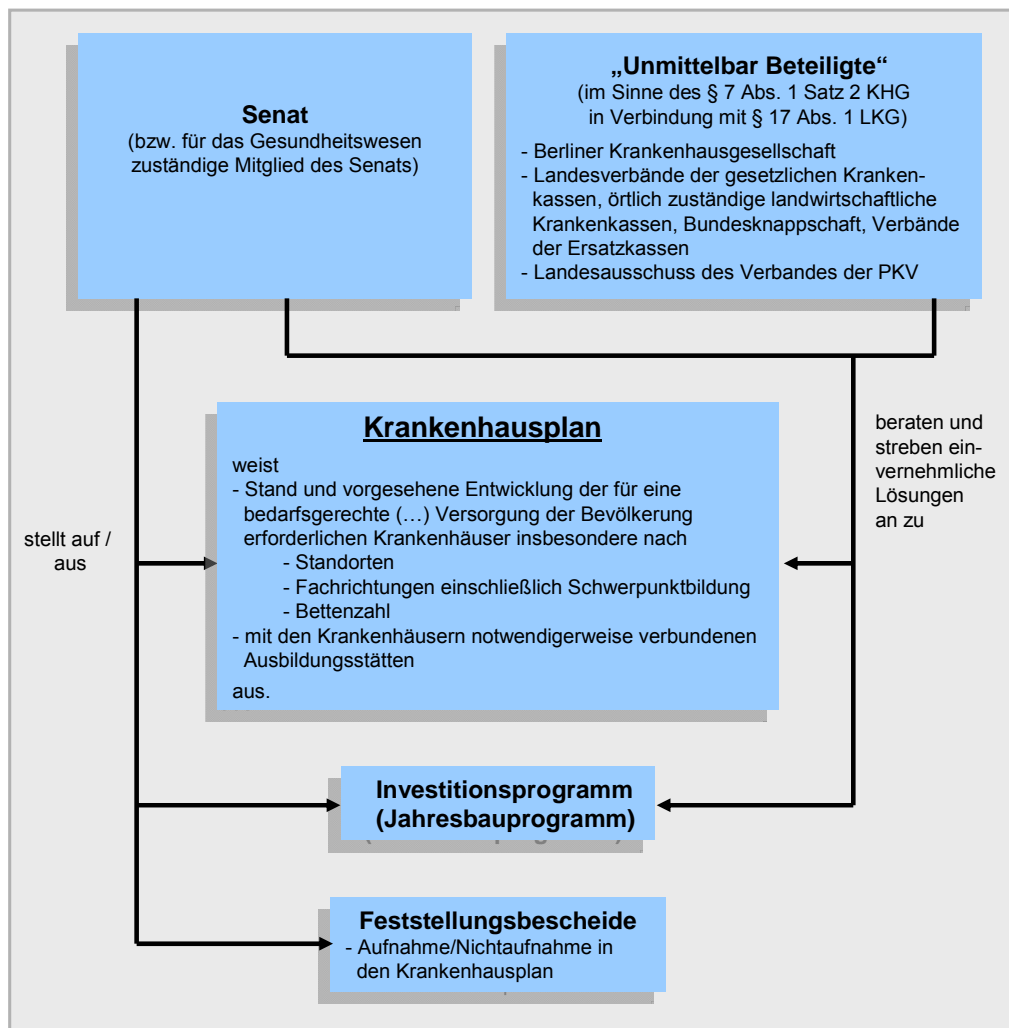 Senat
(bzw. für das Gesundheitswesen
zuständige Mitglied des Senats)
„Unmittelbar Beteiligte“
(im Sinne des § 7 Abs. 1 Satz 2 KHG
in Verbindung mit § 17 Abs. 1 LKG)
- Berliner Krankenhausgesellschaft
- Landesverbände der gesetzlichen Kranken-
kassen, örtlich zuständige landwirtschaftliche
Krankenkassen, Bundesknappschaft, Verbände
der Ersatzkassen
- Landesausschuss des Verbandes der PKV
Krankenhausplan
weist
- Stand und vorgesehene Entwicklung der für eine
bedarfsgerechte (…) Versorgung der Bevölkerung
erforderlichen Krankenhäuser insbesondere nach
- Standorten
- Fachrichtungen einschließlich Schwerpunktbildung
- Bettenzahl
- mit den Krankenhäusern notwendigerweise verbundenen
Ausbildungsstätten
aus.
beraten und
streben ein-
vernehmliche
Lösungen
an zu
stellt auf /
aus
Investitionsprogramm
(Jahresbauprogramm)
Feststellungsbescheide
- Aufnahme/Nichtaufnahme in
den Krankenhausplan